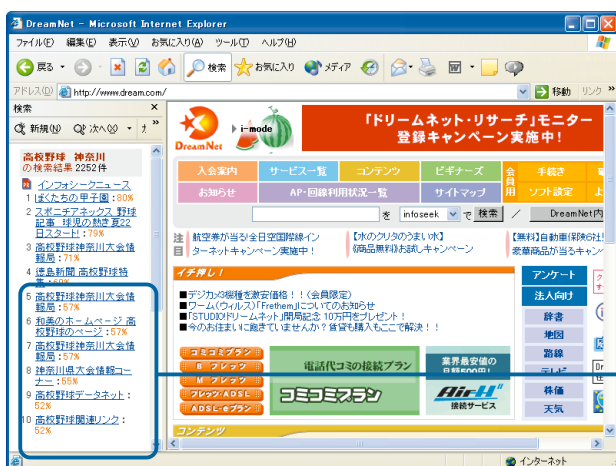 DreamNet - Microsoft Internet Explorer
ファイル(F) 編集(E) 表示(V) お気に入り(A) ツール(T) ヘルプ(H)
戻る 検索 お気に入り メディア
アドレス(D) http://www.dream.com/ 移動 リンク »
検索 ×
新規(N) 次へ(X)
高校野球 神奈川
の検索結果 2252件
インフォシークニュース
1 ぼくたちの甲子園:80%
2 スポニチアネックス 野球
記事 球児の熱き夏22
日スタート!:79%
3 高校野球神奈川大会情
報局:71%
4 徳島新聞 高校野球特
5 高校野球神奈川大会情
報局:57%
6 和美のホームページ 高
校野球のページ:57%
7 高校野球神奈川大会情
報局:57%
8 神奈川県大会情報コー
ナー:55%
9 高校野球データネット:
52%
10 高校野球関連リンク:
52%
DreamNet
i-mode
「ドリームネット・リサーチ」モニター
登録キャンペーン実施中!
入会案内 サービス一覧 コンテンツ ビギナーズ 会員用 手続き
お知らせ AP・回線利用状況一覧 サイトマップ ソフト設定
を infoseek で 検索 / DreamNet内
注目
航空券が当る!全日空国際線イン
ターネットキャンペーン実施中!
【水のクリタのうまい水】
《商品無料》お試しキャンペーン
【無料】自動車保険6社!
豪華商品が当るキャン
イチ押し!
■デジカメ3機種を激安価格!!(会員限定)
■ワーム(ウィルス)「Frethem」についてのお知らせ
■「STUDIO!ドリームネット」開局記念 10万円をプレゼント!
■今のお住まいに飽きていませんか?賃貸も購入もここで解決!!
コミコミプラン
B フレッツ
M フレッツ
フレッツ・ADSL
ADSL-eプラン
電話代コミの接続プラン
コミコミプラン
業界最安値の
月額500円!
AirH"
接続サービス
アンケート
法人向け
辞書
地図
路線
テレビ
株価
天気
コンテンツ
インターネット